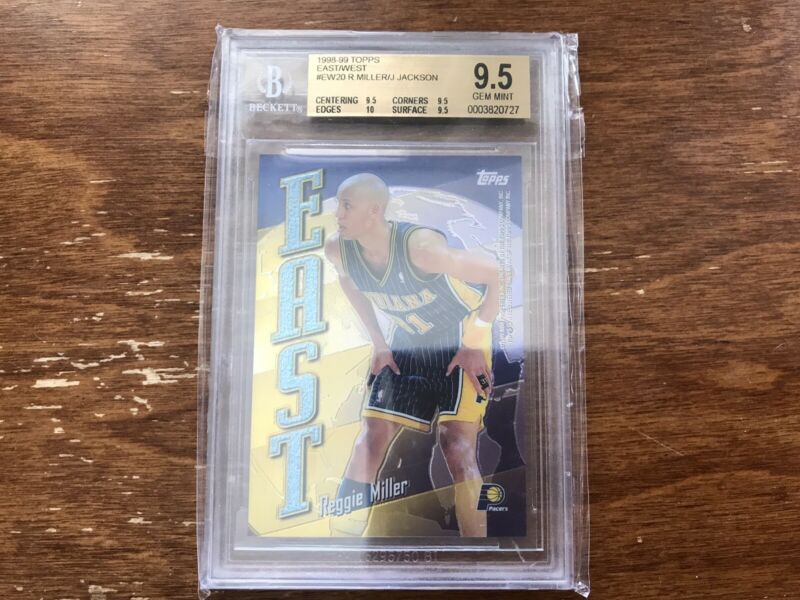 1998-99 TOPPS
EAST/WEST
#EW20 R MILLER/J JACKSON
CENTERING 9.5 CORNERS 9.5
EDGES 10 SURFACE 9.5
9.5
GEM MINT
0003820727
B
BECKETT
EAST
Topps
INDIANA
Reggie Miller
Pacers